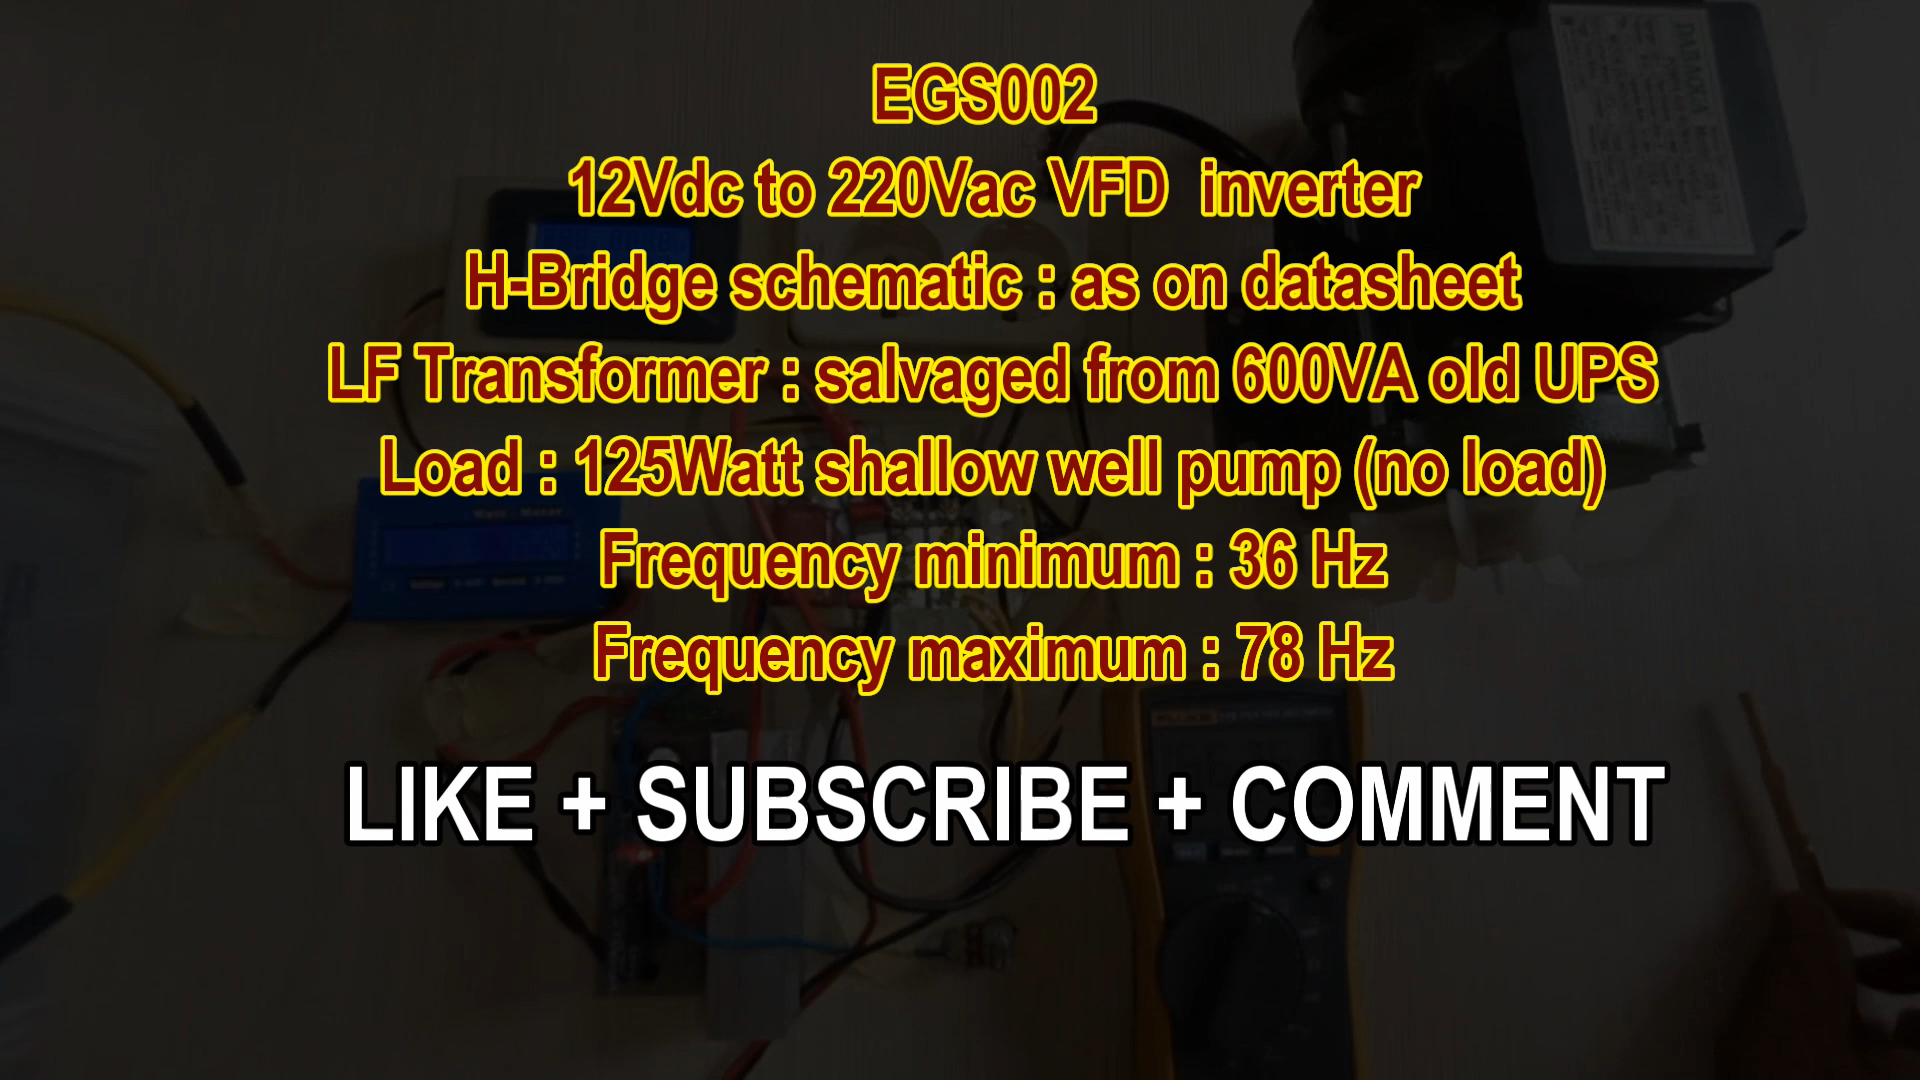 EGS002
12Vdc to 220Vac VFD inverter
H-Bridge schematic : as on datasheet
LF Transformer : salvaged from 600VA old UPS
Load : 125Watt shallow well pump (no load)
Frequency minimum : 36 Hz
Frequency maximum : 78 Hz
LIKE + SUBSCRIBE + COMMENT